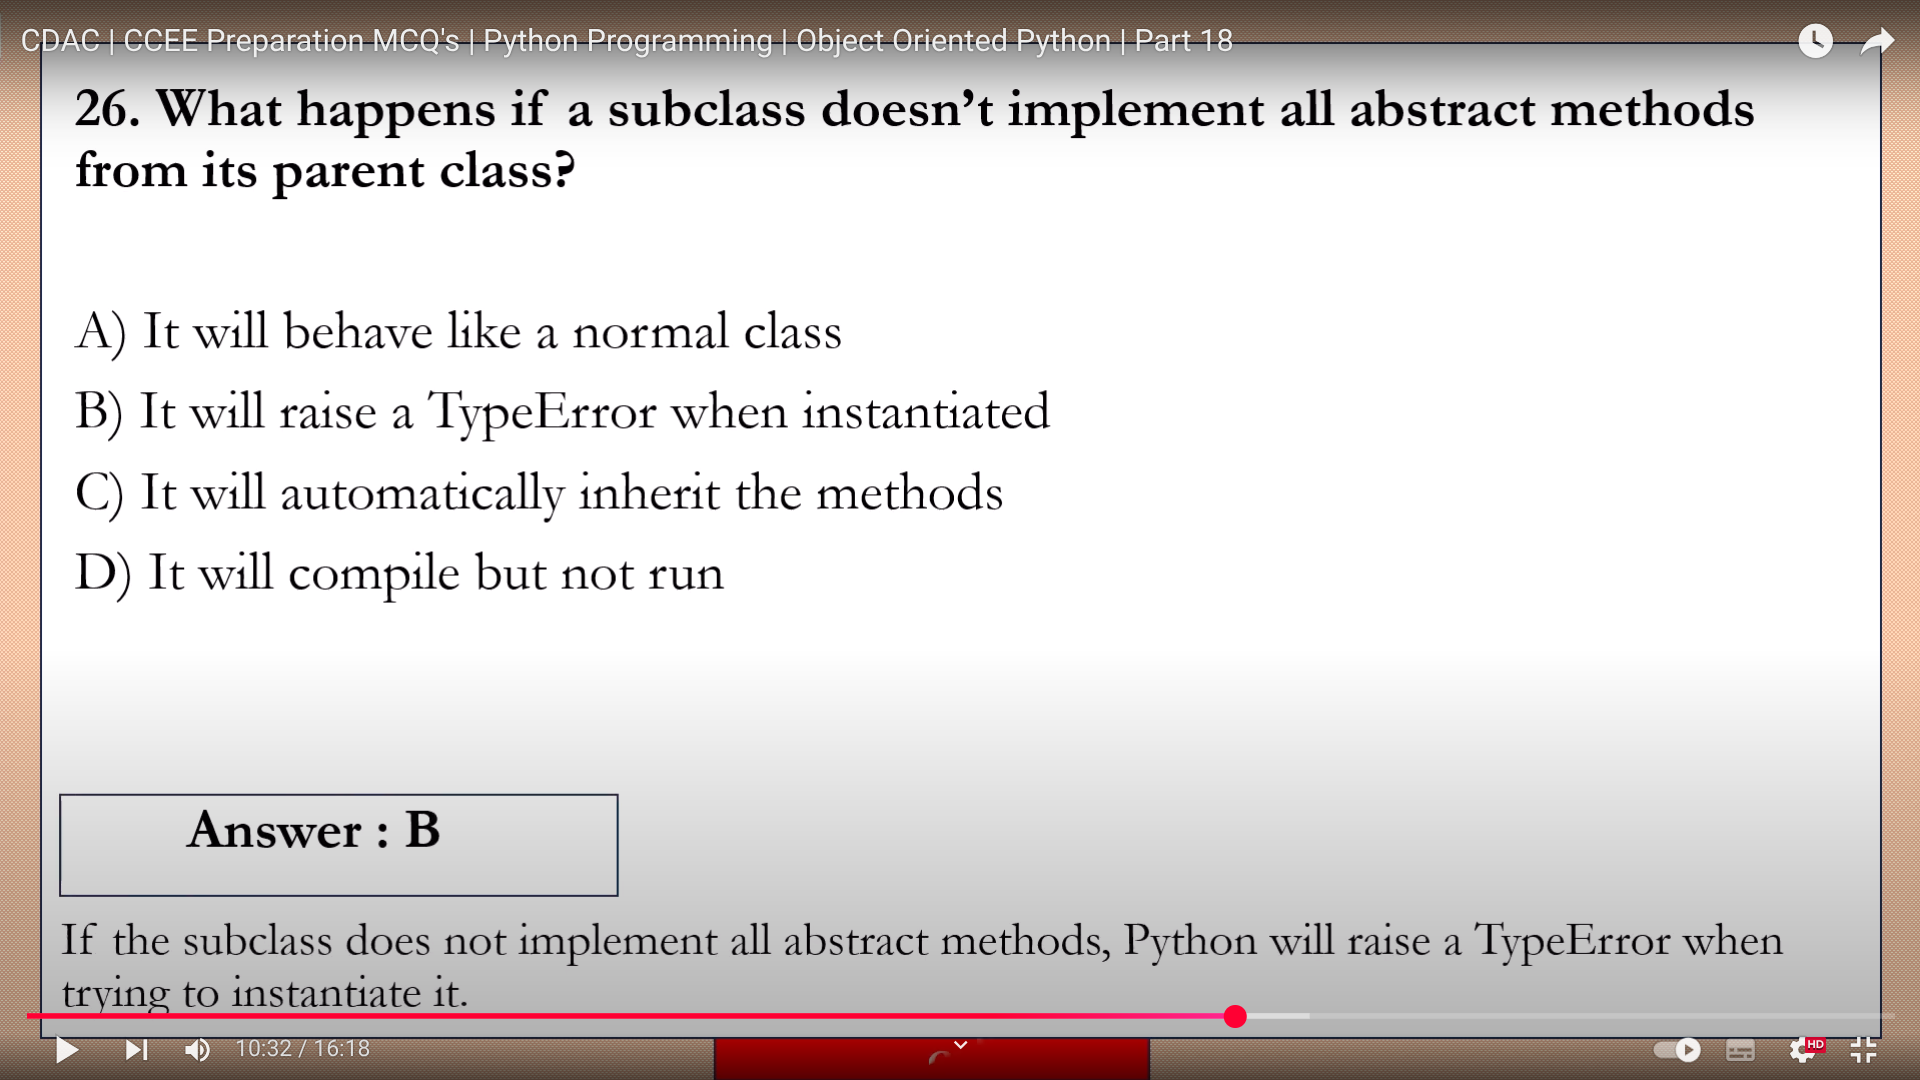 CDAC | CCEE Preparation MCQ's | Python Programming | Object Oriented Python | Part 18
26. What happens if a subclass doesn’t implement all abstract methods
from its parent class?
A) It will behave like a normal class
B) It will raise a TypeError when instantiated
C) It will automatically inherit the methods
D) It will compile but not run
Answer : B
If the subclass does not implement all abstract methods, Python will raise a TypeError when
trying to instantiate it.
10:32 / 16:18
HD